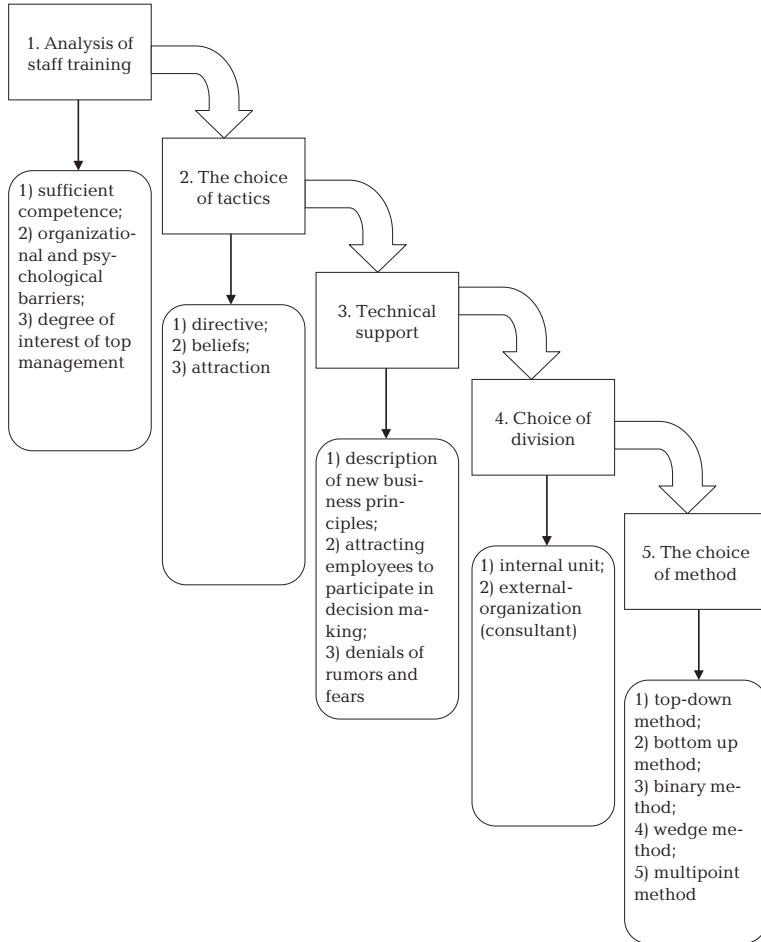 1. Analysis of
staff training
1) sufficient
competence;
2) organizatio-
nal and psy-
chological
barriers;
3) degree of
interest of top
management
2. The choice
of tactics
1) directive;
2) beliefs;
3) attraction
3. Technical
support
1) description
of new busi-
ness prin-
ciples;
2) attracting
employees to
participate in
decision ma-
king;
3) denials of
rumors and
fears
4. Choice of
division
1) internal unit;
2) external-
organization
(consultant)
5. The choice
of method
1) top-down
method;
2) bottom up
method;
3) binary me-
thod;
4) wedge me-
thod;
5) multipoint
method